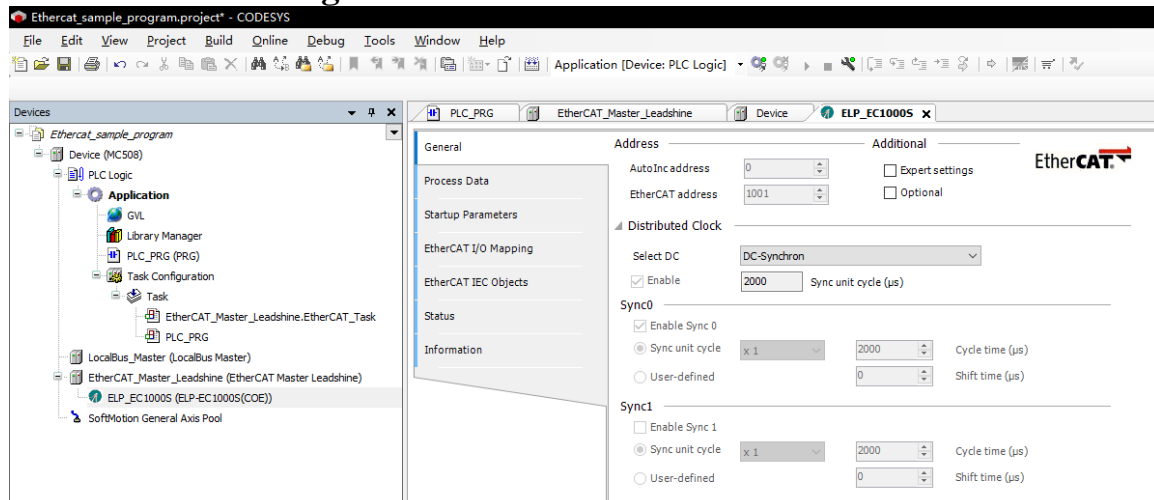 Ethercat_sample_program.project* - CODESYS
File Edit View Project Build Online Debug Tools Window Help
Application [Device: PLC Logic]
Devices
PLC_PRG EtherCAT_Master_Leadshine Device ELP_EC1000S X
Ethercat_sample_program
Device (MC508)
PLC Logic
Application
GVL
Library Manager
PLC_PRG (PRG)
Task Configuration
Task
EtherCAT_Master_Leadshine.EtherCAT_Task
PLC_PRG
LocalBus_Master (LocalBus Master)
EtherCAT_Master_Leadshine (EtherCAT Master Leadshine)
ELP_EC1000S (ELP-EC1000S(COE))
SoftMotion General Axis Pool
General
Process Data
Startup Parameters
EtherCAT I/O Mapping
EtherCAT IEC Objects
Status
Information
Address Additional
AutoInc address 0 Expert settings
EtherCAT address 1001 Optional
EtherCAT.
Distributed Clock
Select DC DC-Synchron
Enable 2000 Sync unit cycle (µs)
Sync0
Enable Sync 0
Sync unit cycle x 1 2000 Cycle time (µs)
User-defined 0 Shift time (µs)
Sync1
Enable Sync 1
Sync unit cycle x 1 2000 Cycle time (µs)
User-defined 0 Shift time (µs)